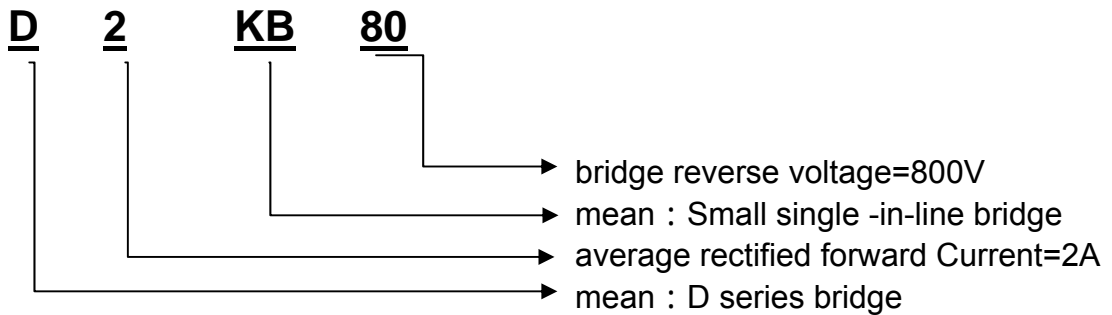 D 2 KB 80
bridge reverse voltage=800V
mean：Small single -in-line bridge
average rectified forward Current=2A
mean：D series bridge